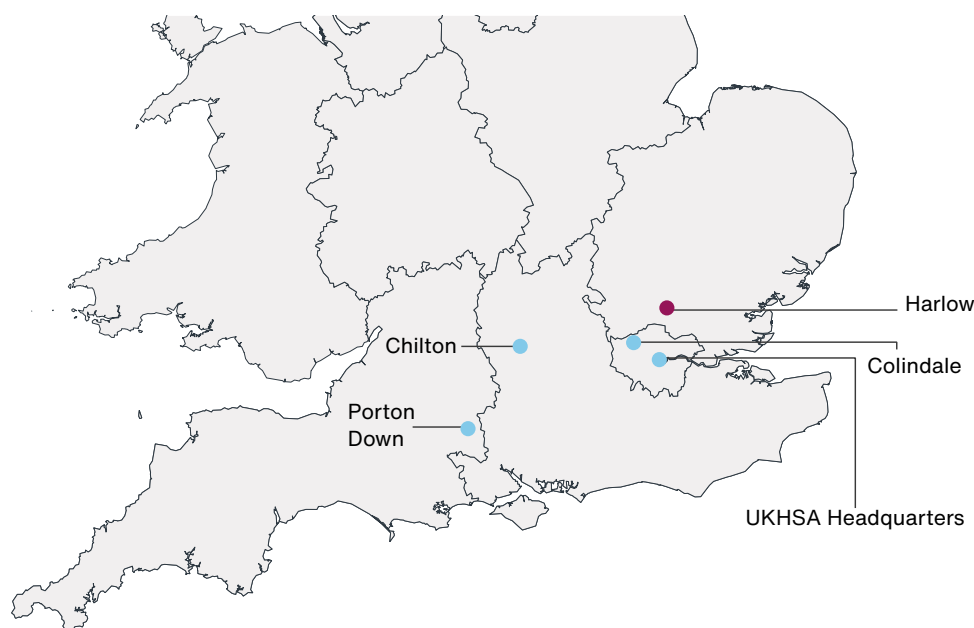 Harlow
Chilton
Colindale
Porton
Down
UKHSA Headquarters